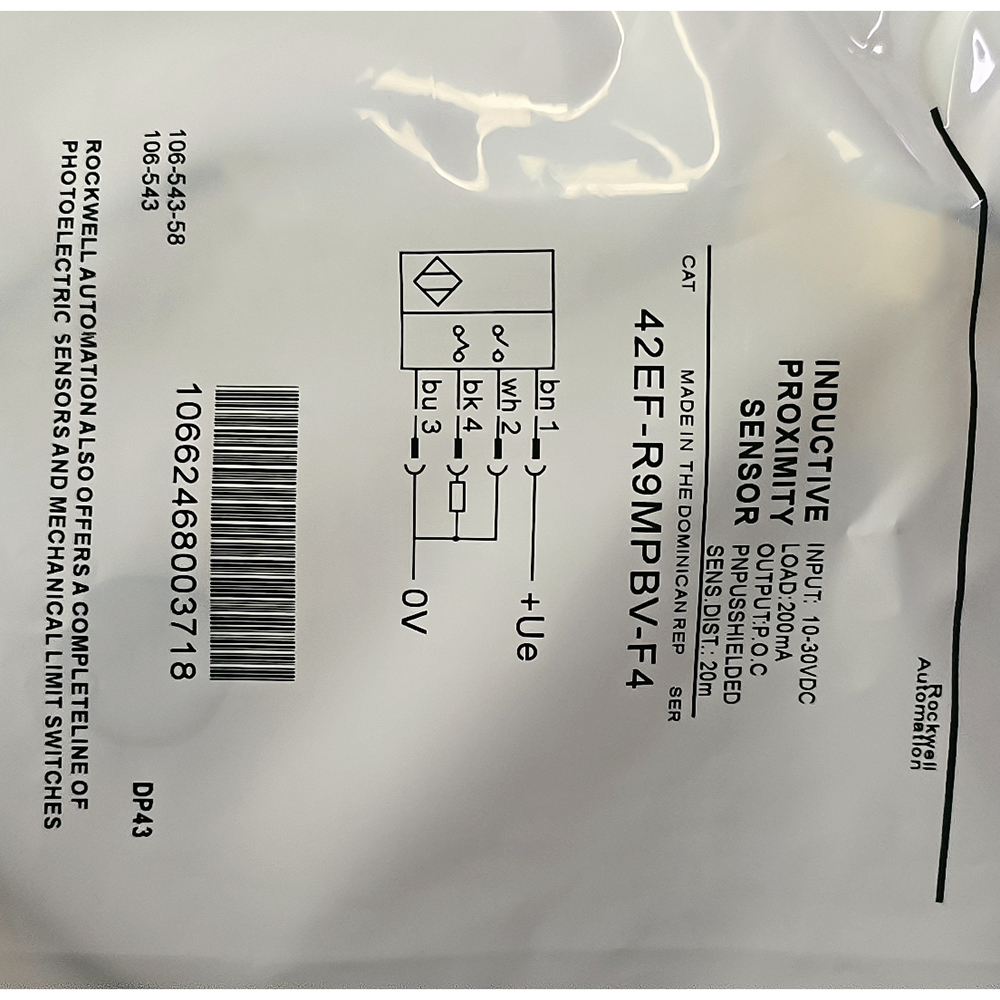 Rockwell
Automation
INDUCTIVE
PROXIMITY
SENSOR
INPUT: 10-30VDC
LOAD:200mA
OUTPUT:P.O.C
PNPUSSHIELDED
SENS.DIST.: 20m
CAT
MADE IN THE DOMINICAN REP
SER
42EF-R9MPBV-F4
bn 1
wh 2
bk 4
bu 3
+Ue
0V
10662468003718
106-543-58
106-543
DP43
ROCKWELL AUTOMATION ALSO OFFERS A COMPLETELINE OF
PHOTOELECTRIC SENSORS AND MECHANICAL LIMIT SWITCHES